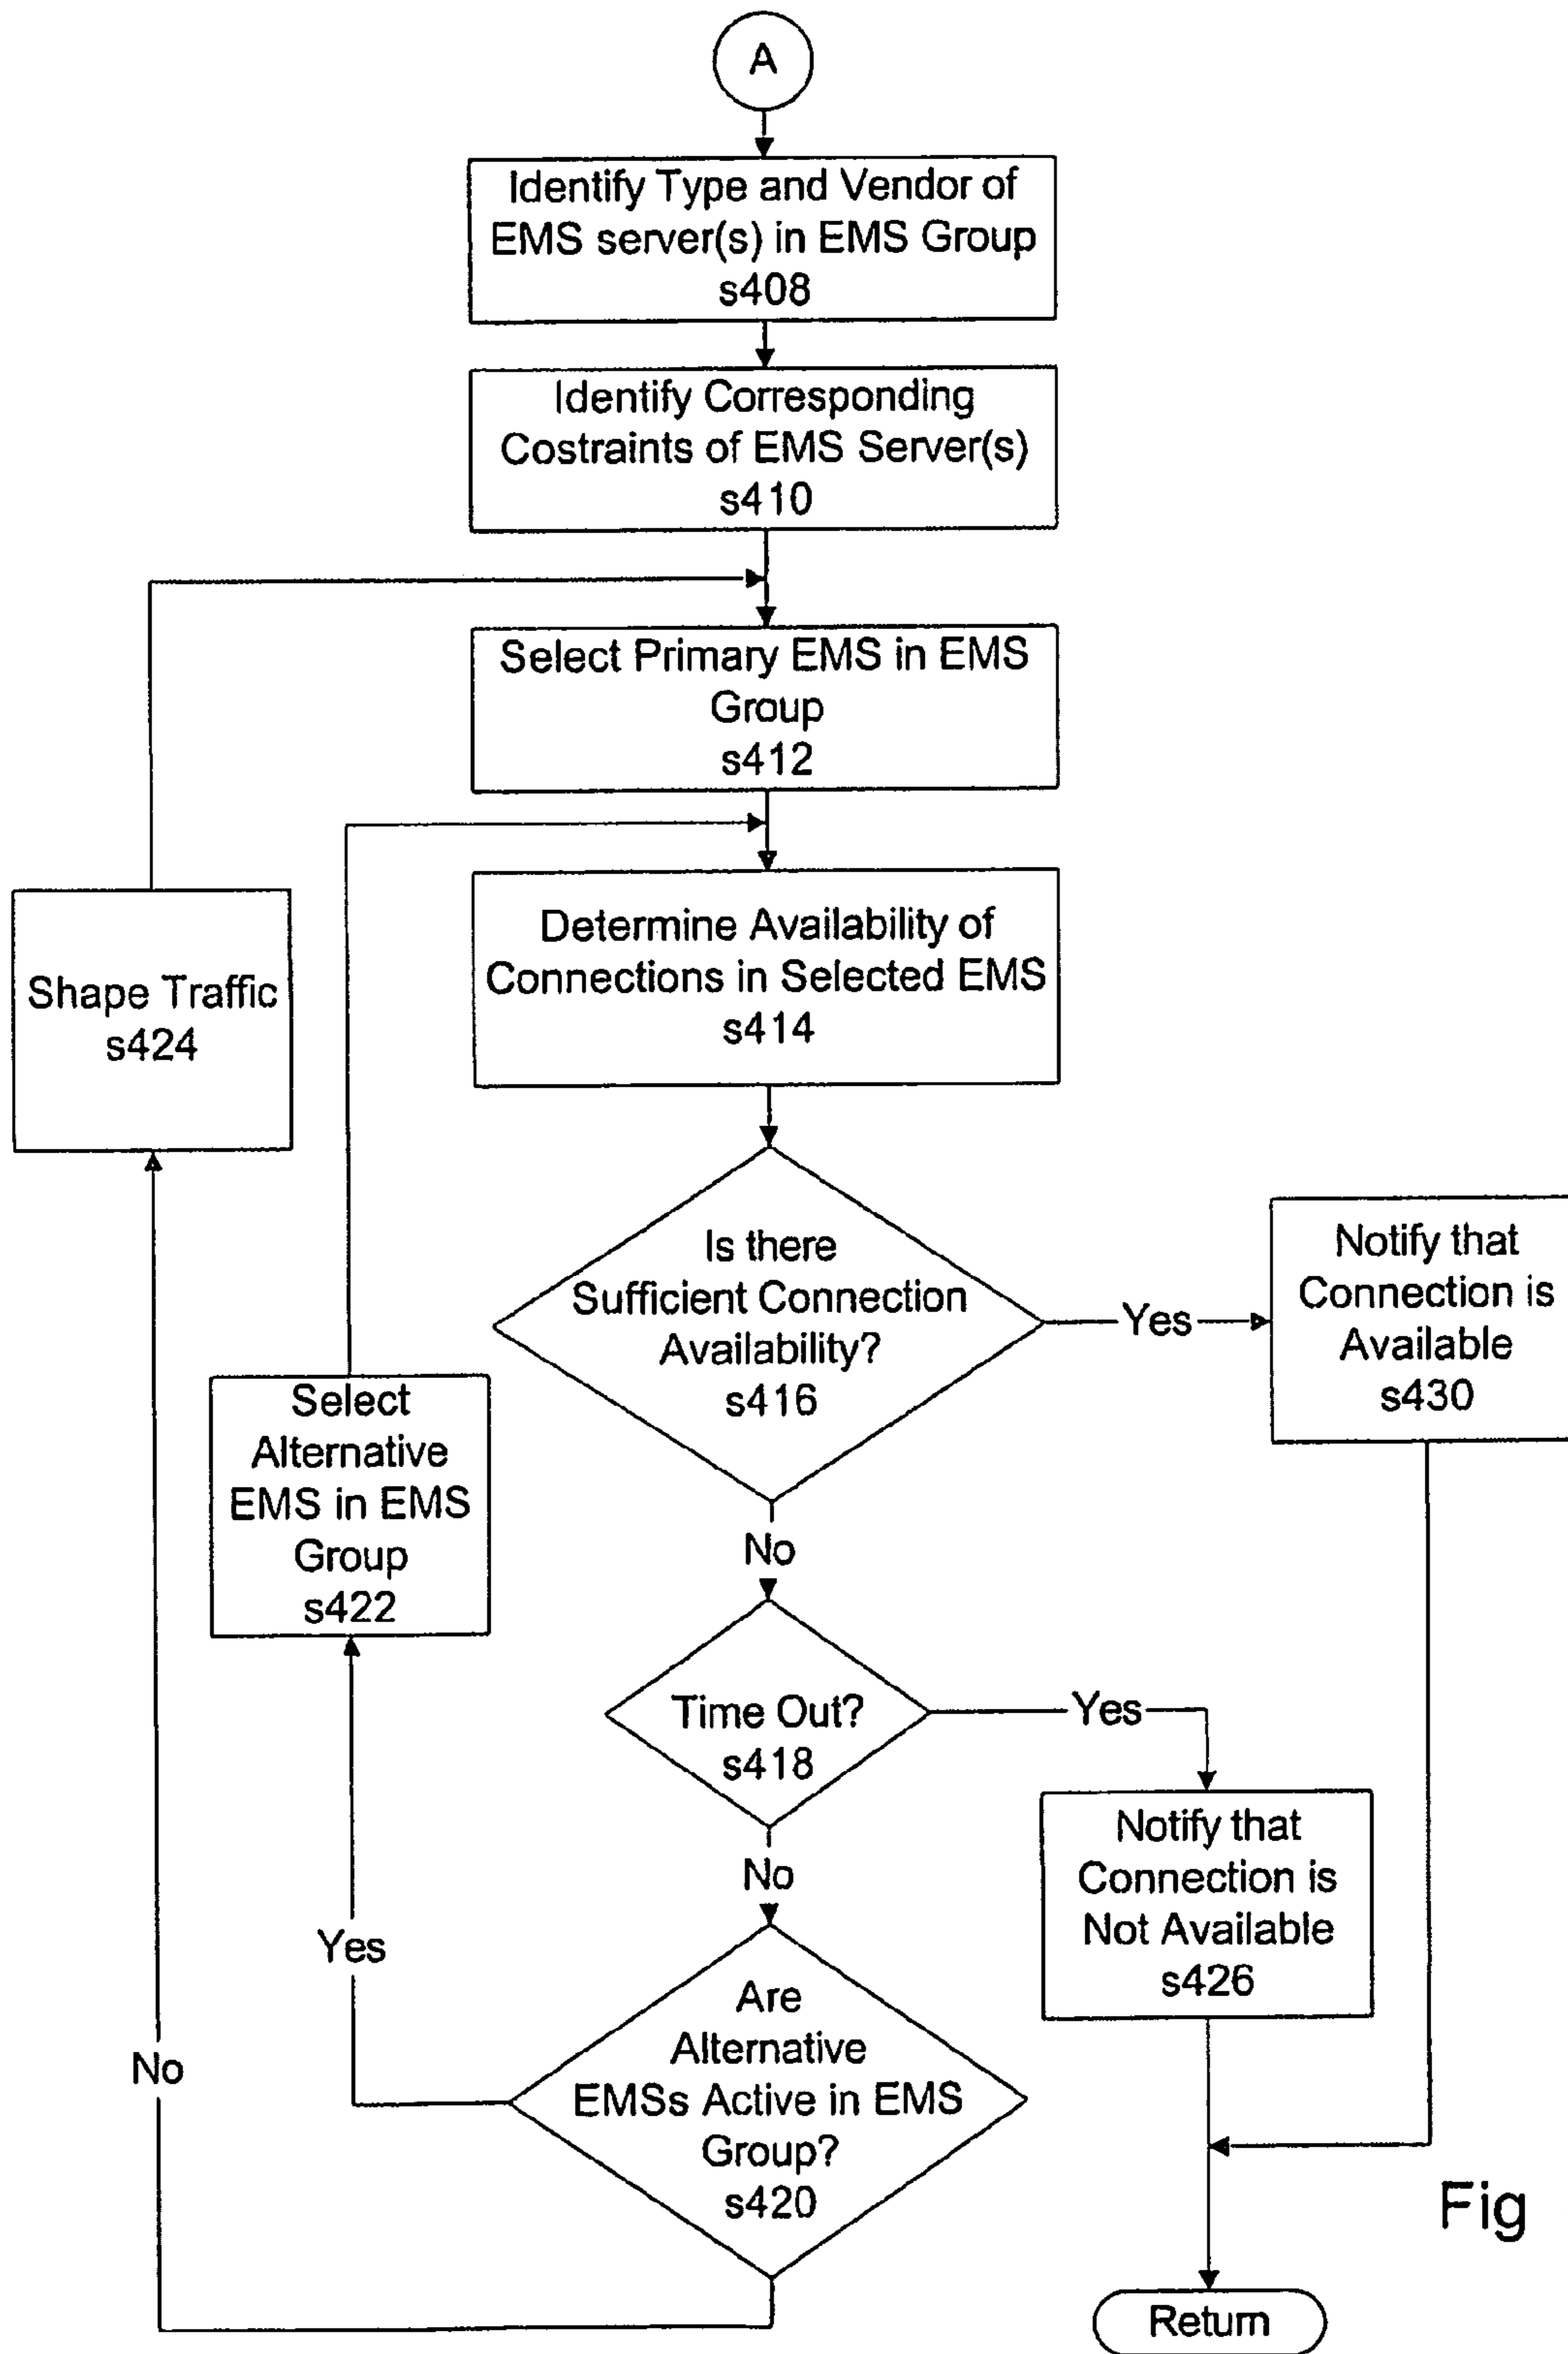 A
Identify Type and Vendor of
EMS server(s) in EMS Group
s408
Identify Corresponding
Costraints of EMS Server(s)
s410
Select Primary EMS in EMS
Group
s412
Determine Availability of
Connections in Selected EMS
s414
Shape Traffic
s424
Is there
Sufficient Connection
Availability?
s416
Yes
Notify that
Connection is
Available
s430
Select
Alternative
EMS in EMS
Group
s422
No
Time Out?
s418
Yes
Notify that
Connection is
Not Available
s426
No
Yes
Are
Alternative
EMSs Active in EMS
Group?
s420
No
Fig
Return